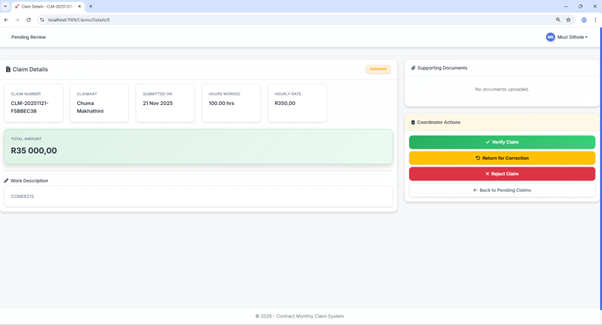 Claim Details - CLM-20251121-
localhost:7009/Claims/Details/8
Pending Review
MS Muzi Sithole
Claim Details
Submitted
CLAIM NUMBER
CLM-20251121-
F5BBEC38
CLAIMANT
Chuma
Makhathini
SUBMITTED ON
21 Nov 2025
HOURS WORKED
100.00 hrs
HOURLY RATE
R350,00
TOTAL AMOUNT
R35 000,00
Work Description
CCINE6212
Supporting Documents
No documents uploaded.
Coordinator Actions
Verify Claim
Return for Correction
Reject Claim
Back to Pending Claims
© 2025 - Contract Monthly Claim System